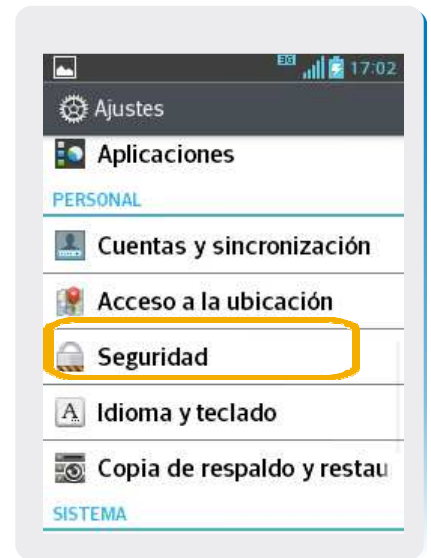 3G 17:02
Ajustes
Aplicaciones
PERSONAL
Cuentas y sincronización
Acceso a la ubicación
Seguridad
A Idioma y teclado
Copia de respaldo y restau
SISTEMA